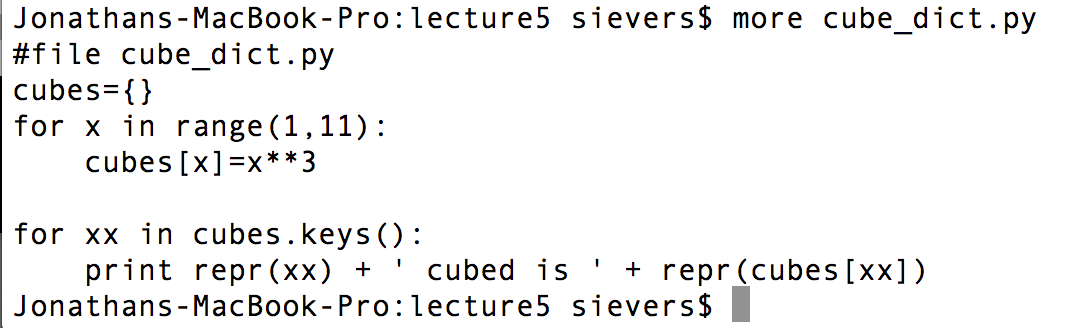 Jonathans-MacBook-Pro:lecture5 sievers$ more cube_dict.py
#file cube_dict.py
cubes={}
for x in range(1,11):
    cubes[x]=x**3

for xx in cubes.keys():
    print repr(xx) + ' cubed is ' + repr(cubes[xx])
Jonathans-MacBook-Pro:lecture5 sievers$